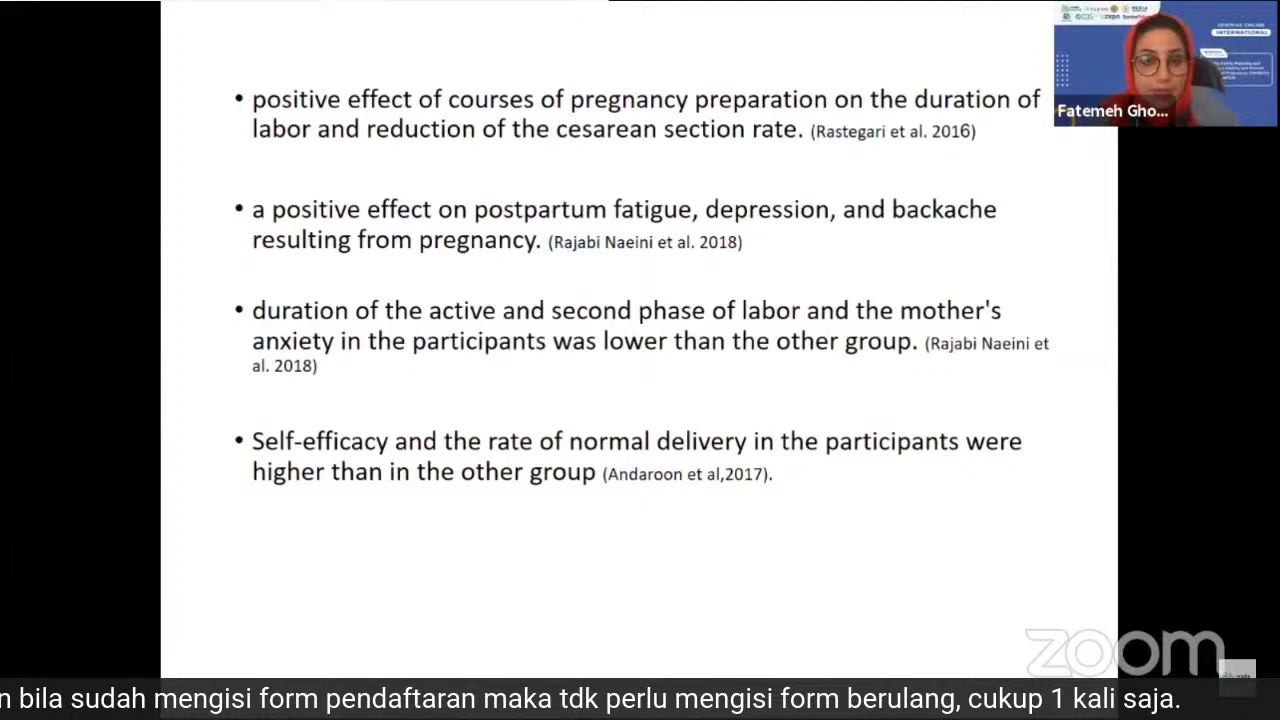 • positive effect of courses of pregnancy preparation on the duration of
labor and reduction of the cesarean section rate. (Rastegari et al. 2016)
• a positive effect on postpartum fatigue, depression, and backache
resulting from pregnancy. (Rajabi Naeini et al. 2018)
• duration of the active and second phase of labor and the mother's
anxiety in the participants was lower than the other group. (Rajabi Naeini et
al. 2018)
• Self-efficacy and the rate of normal delivery in the participants were
higher than in the other group (Andaroon et al,2017).
SEMINAR ONLINE
INTERNATIONAL
Fatemeh Gho...
zoom
n bila sudah mengisi form pendaftaran maka tdk perlu mengisi form berulang, cukup 1 kali saja.